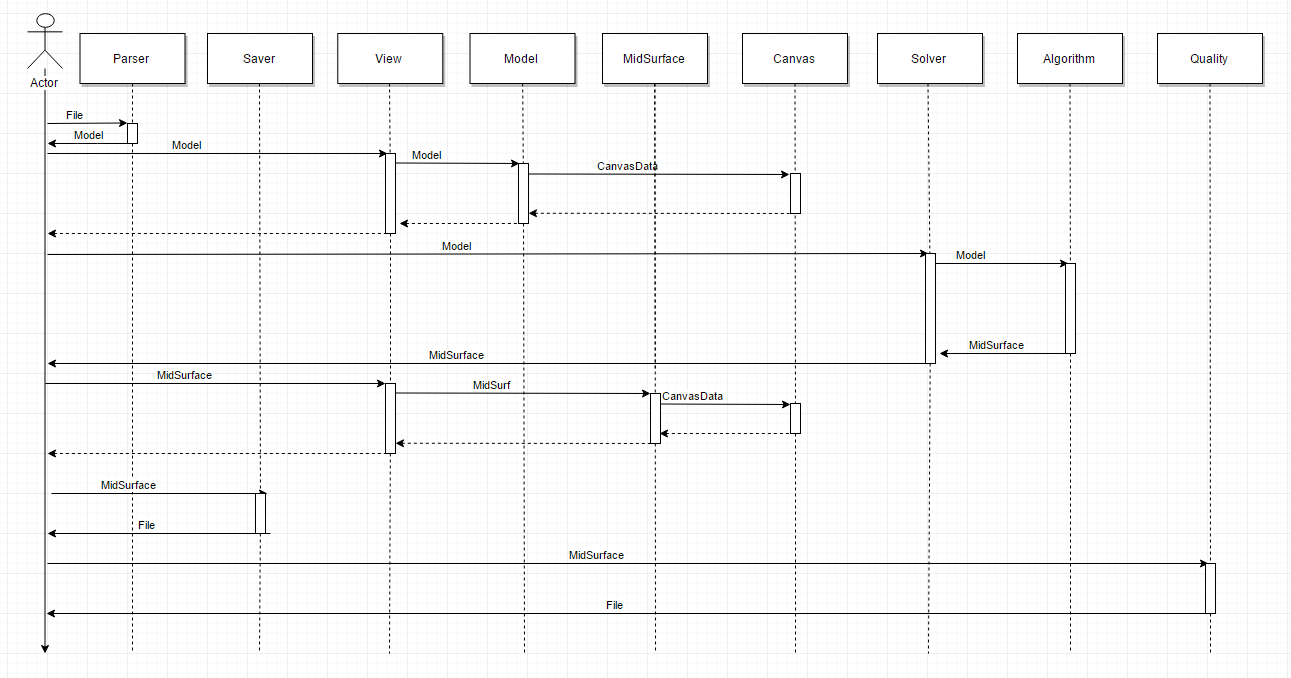 Actor
Parser
Saver
View
Model
MidSurface
Canvas
Solver
Algorithm
Quality
File
Model
Model
Model
CanvasData
Model
Model
MidSurface
MidSurface
MidSurface
MidSurf
CanvasData
MidSurface
File
MidSurface
File